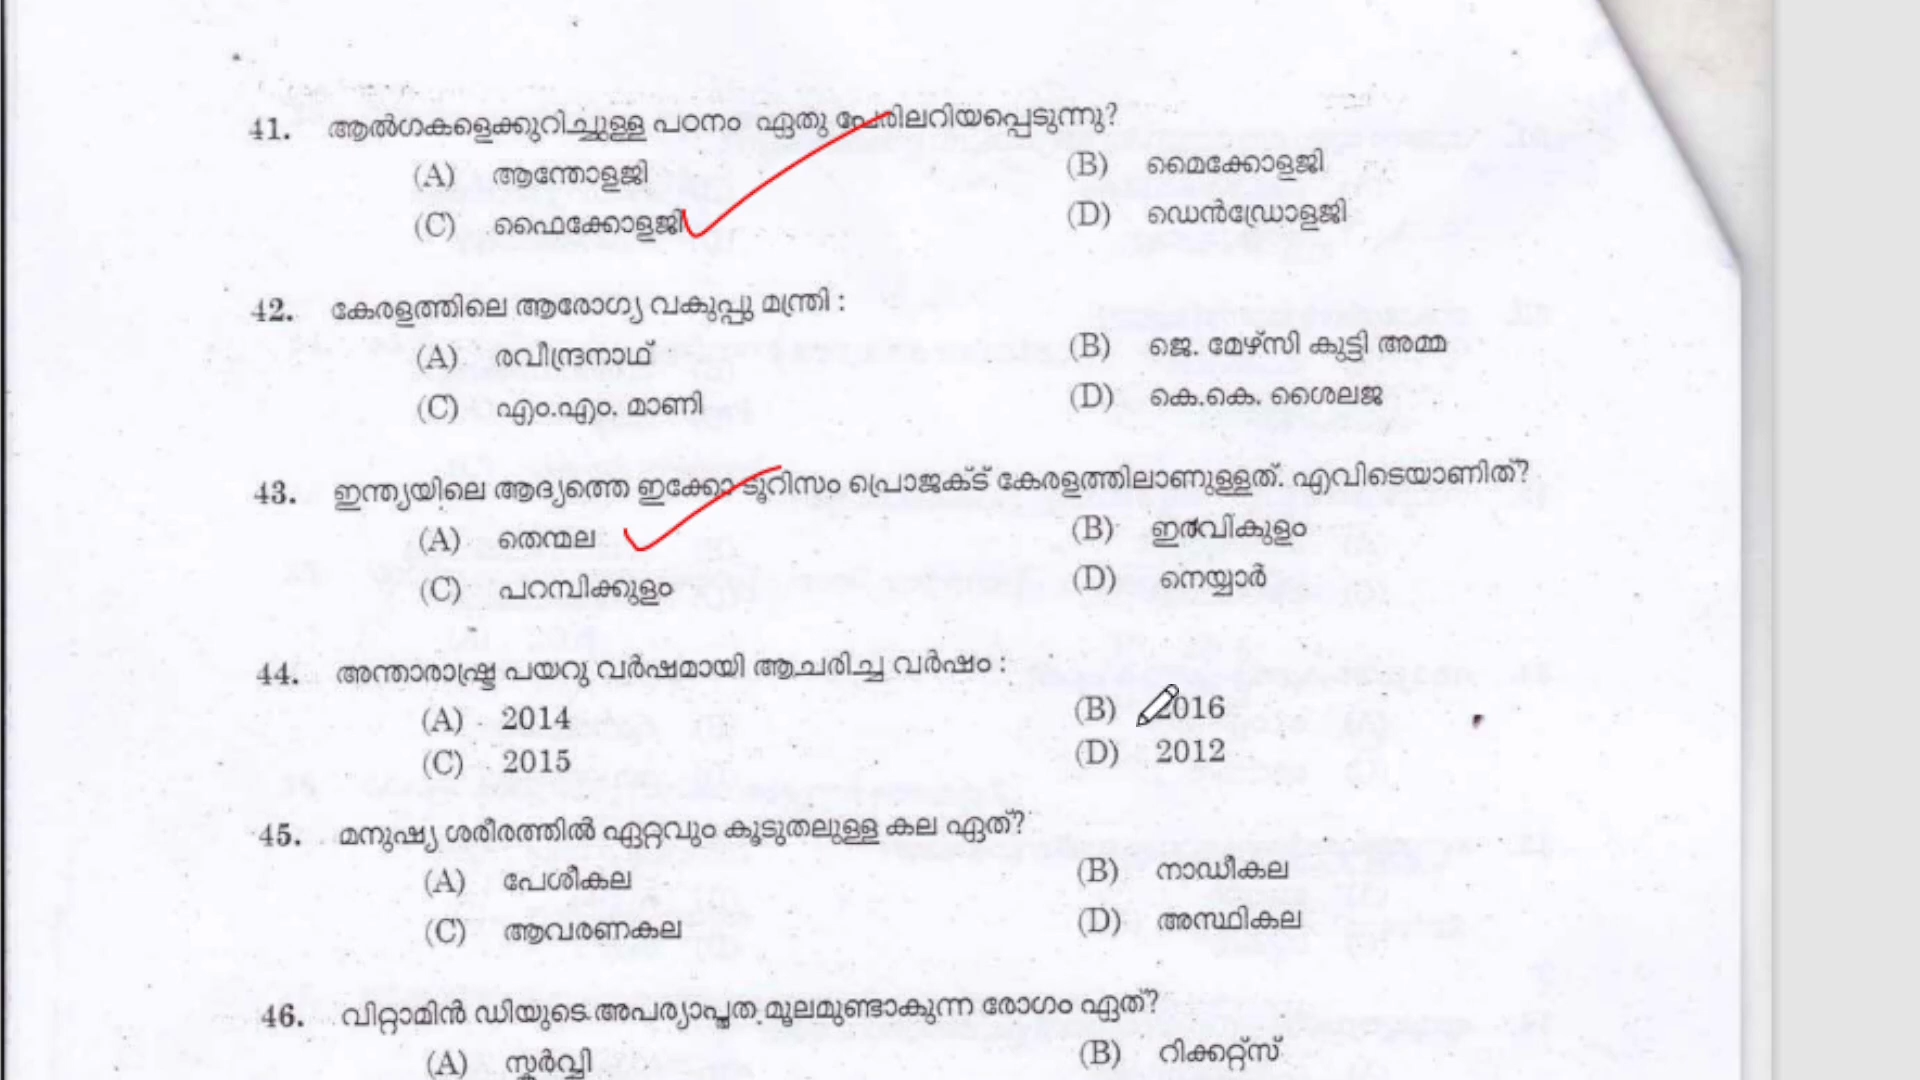 41. ആൽഗകളെക്കുറിച്ചുള്ള പഠനം ഏതു പേരിലറിയപ്പെടുന്നു?
(A) ആന്തോളജി (B) മൈക്കോളജി
(C) ഫൈക്കോളജി (D) ഡെൻഡ്രോളജി
42. കേരളത്തിലെ ആരോഗ്യ വകുപ്പു മന്ത്രി :
(A) രവീന്ദ്രനാഥ് (B) ജെ. മേഴ്സി കുട്ടി അമ്മ
(C) എം.എം. മാണി (D) കെ.കെ. ശൈലജ
43. ഇന്ത്യയിലെ ആദ്യത്തെ ഇക്കോ ടൂറിസം പ്രൊജക്ട് കേരളത്തിലാണുള്ളത്. എവിടെയാണിത്?
(A) തെന്മല (B) ഇരവികുളം
(C) പറമ്പിക്കുളം (D) നെയ്യാർ
44. അന്താരാഷ്ട്ര പയറു വർഷമായി ആചരിച്ച വർഷം :
(A) 2014 (B) 2016
(C) 2015 (D) 2012
45. മനുഷ്യ ശരീരത്തിൽ ഏറ്റവും കൂടുതലുള്ള കല ഏത്?
(A) പേശീകല (B) നാഡീകല
(C) ആവരണകല (D) അസ്ഥികല
46. വിറ്റാമിൻ ഡിയുടെ അപര്യാപ്തത മൂലമുണ്ടാകുന്ന രോഗം ഏത്?
(A) സ്കർവ്വി (B) റിക്കറ്റ്സ്